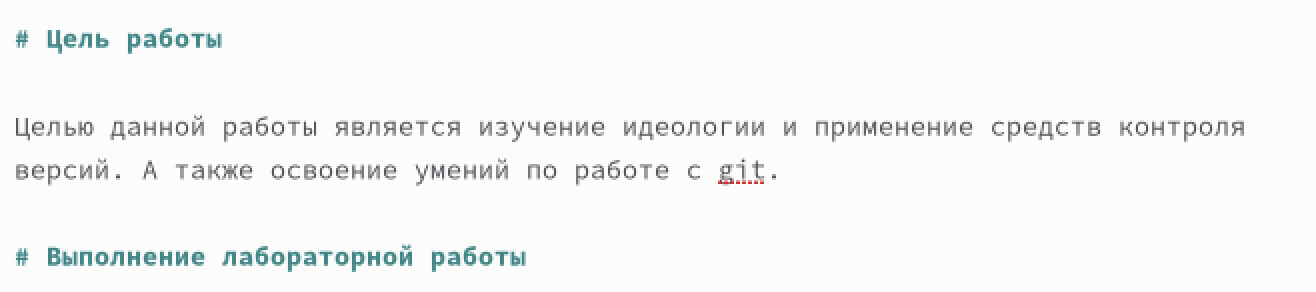 # Цель работы
Целью данной работы является изучение идеологии и применение средств контроля
версий. А также освоение умений по работе с git.
# Выполнение лабораторной работы